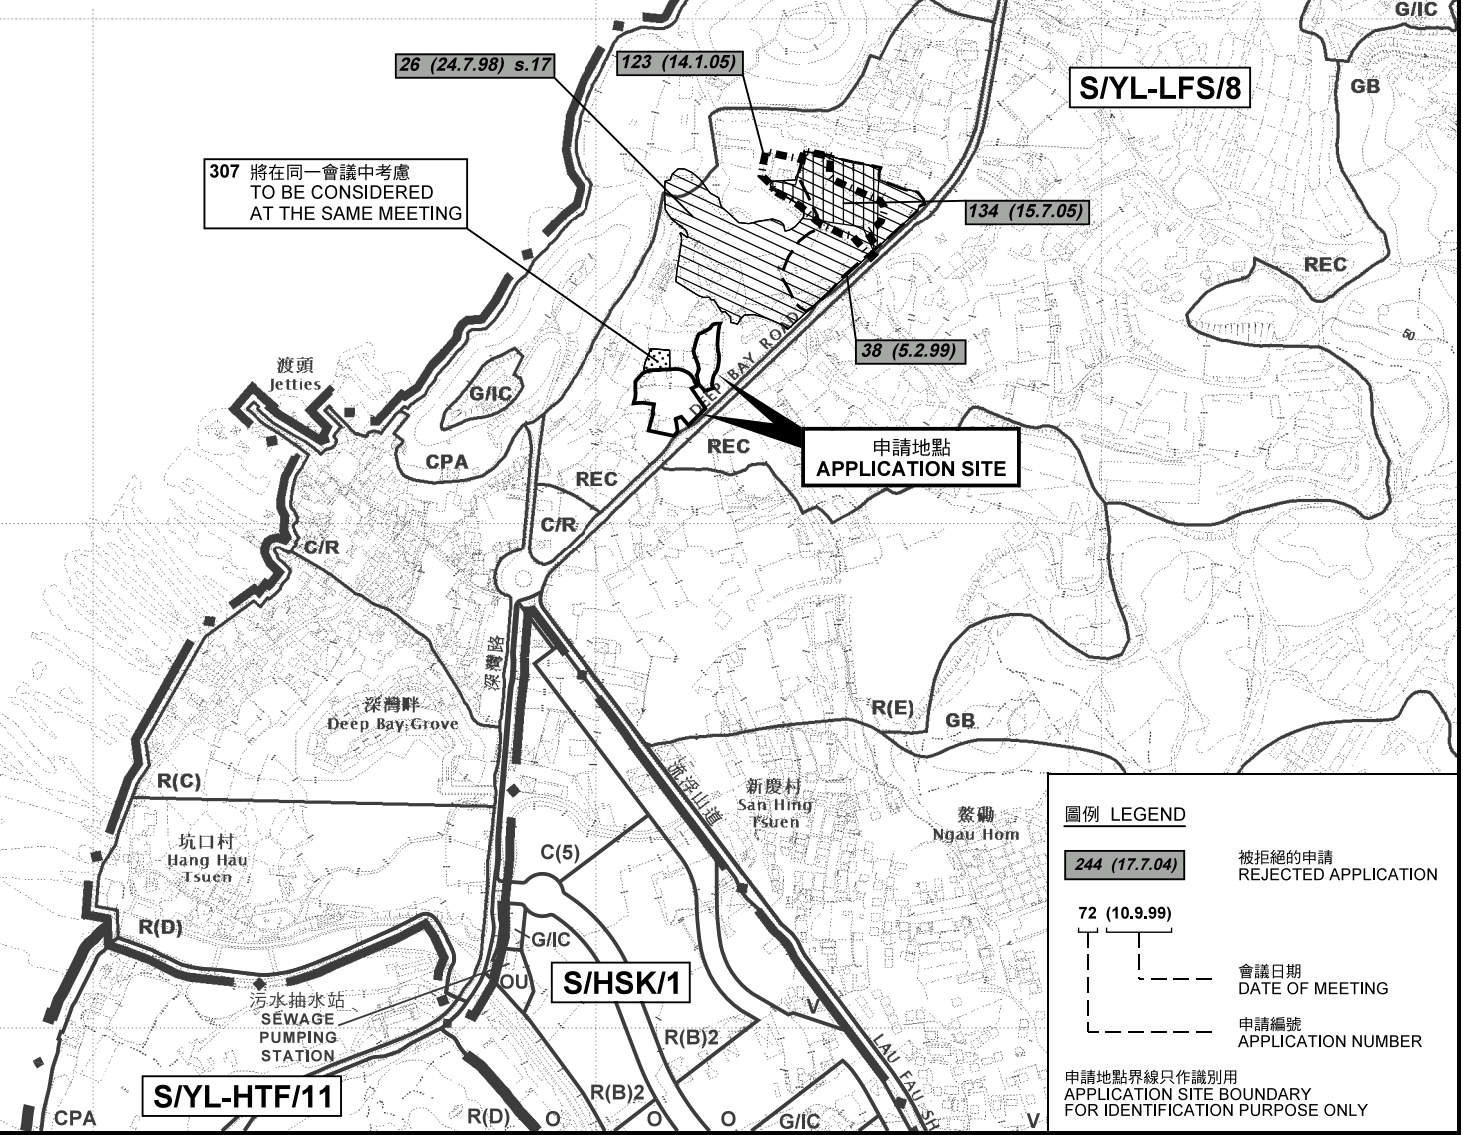 G/IC
26 (24.7.98) s.17
123 (14.1.05)
S/YL-LFS/8
GB
307 將在同一會議中考慮
TO BE CONSIDERED
AT THE SAME MEETING
134 (15.7.05)
REC
DEEP BAY ROAD
50
38 (5.2.99)
渡頭
Jetties
G/IC
申請地點
APPLICATION SITE
REC
CPA
REC
C/R
C/R
深灣路
深灣畔
Deep Bay Grove
R(E)
GB
R(C)
流浮山道
新慶村
San Hing
Tsuen
鰲磡
Ngau Hom
坑口村
Hang Hau
Tsuen
C(5)
R(D)
G/IC
OU
S/HSK/1
污水抽水站
SEWAGE
PUMPING
STATION
V
R(B)2
LAU FAU SH
S/YL-HTF/11
R(B)2
CPA
R(D)
O
O
O
G/IC
V
圖例 LEGEND
244 (17.7.04)
被拒絕的申請
REJECTED APPLICATION
72 (10.9.99)
會議日期
DATE OF MEETING
申請編號
APPLICATION NUMBER
申請地點界線只作識別用
APPLICATION SITE BOUNDARY
FOR IDENTIFICATION PURPOSE ONLY